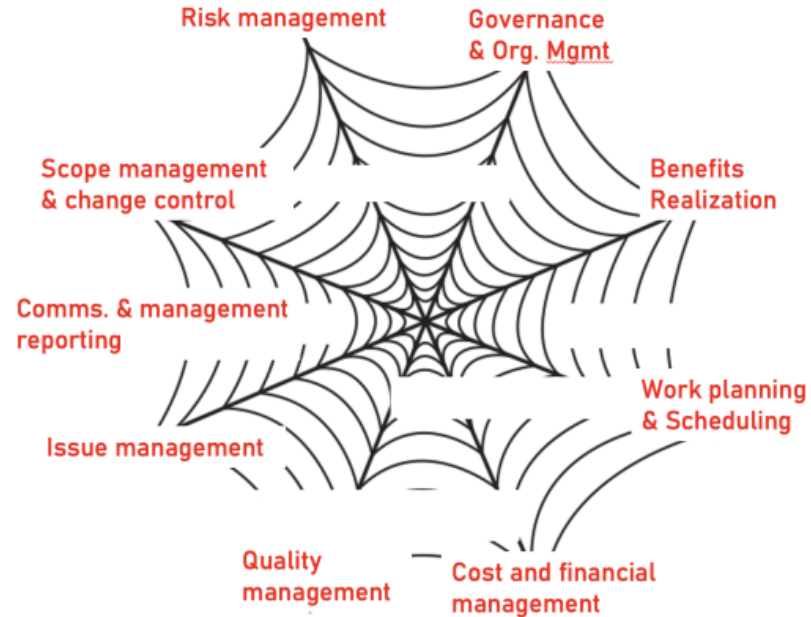 Risk management
Governance
& Org. Mgmt
Scope management
& change control
Benefits
Realization
Comms. & management
reporting
Work planning
& Scheduling
Issue management
Quality
management
Cost and financial
management